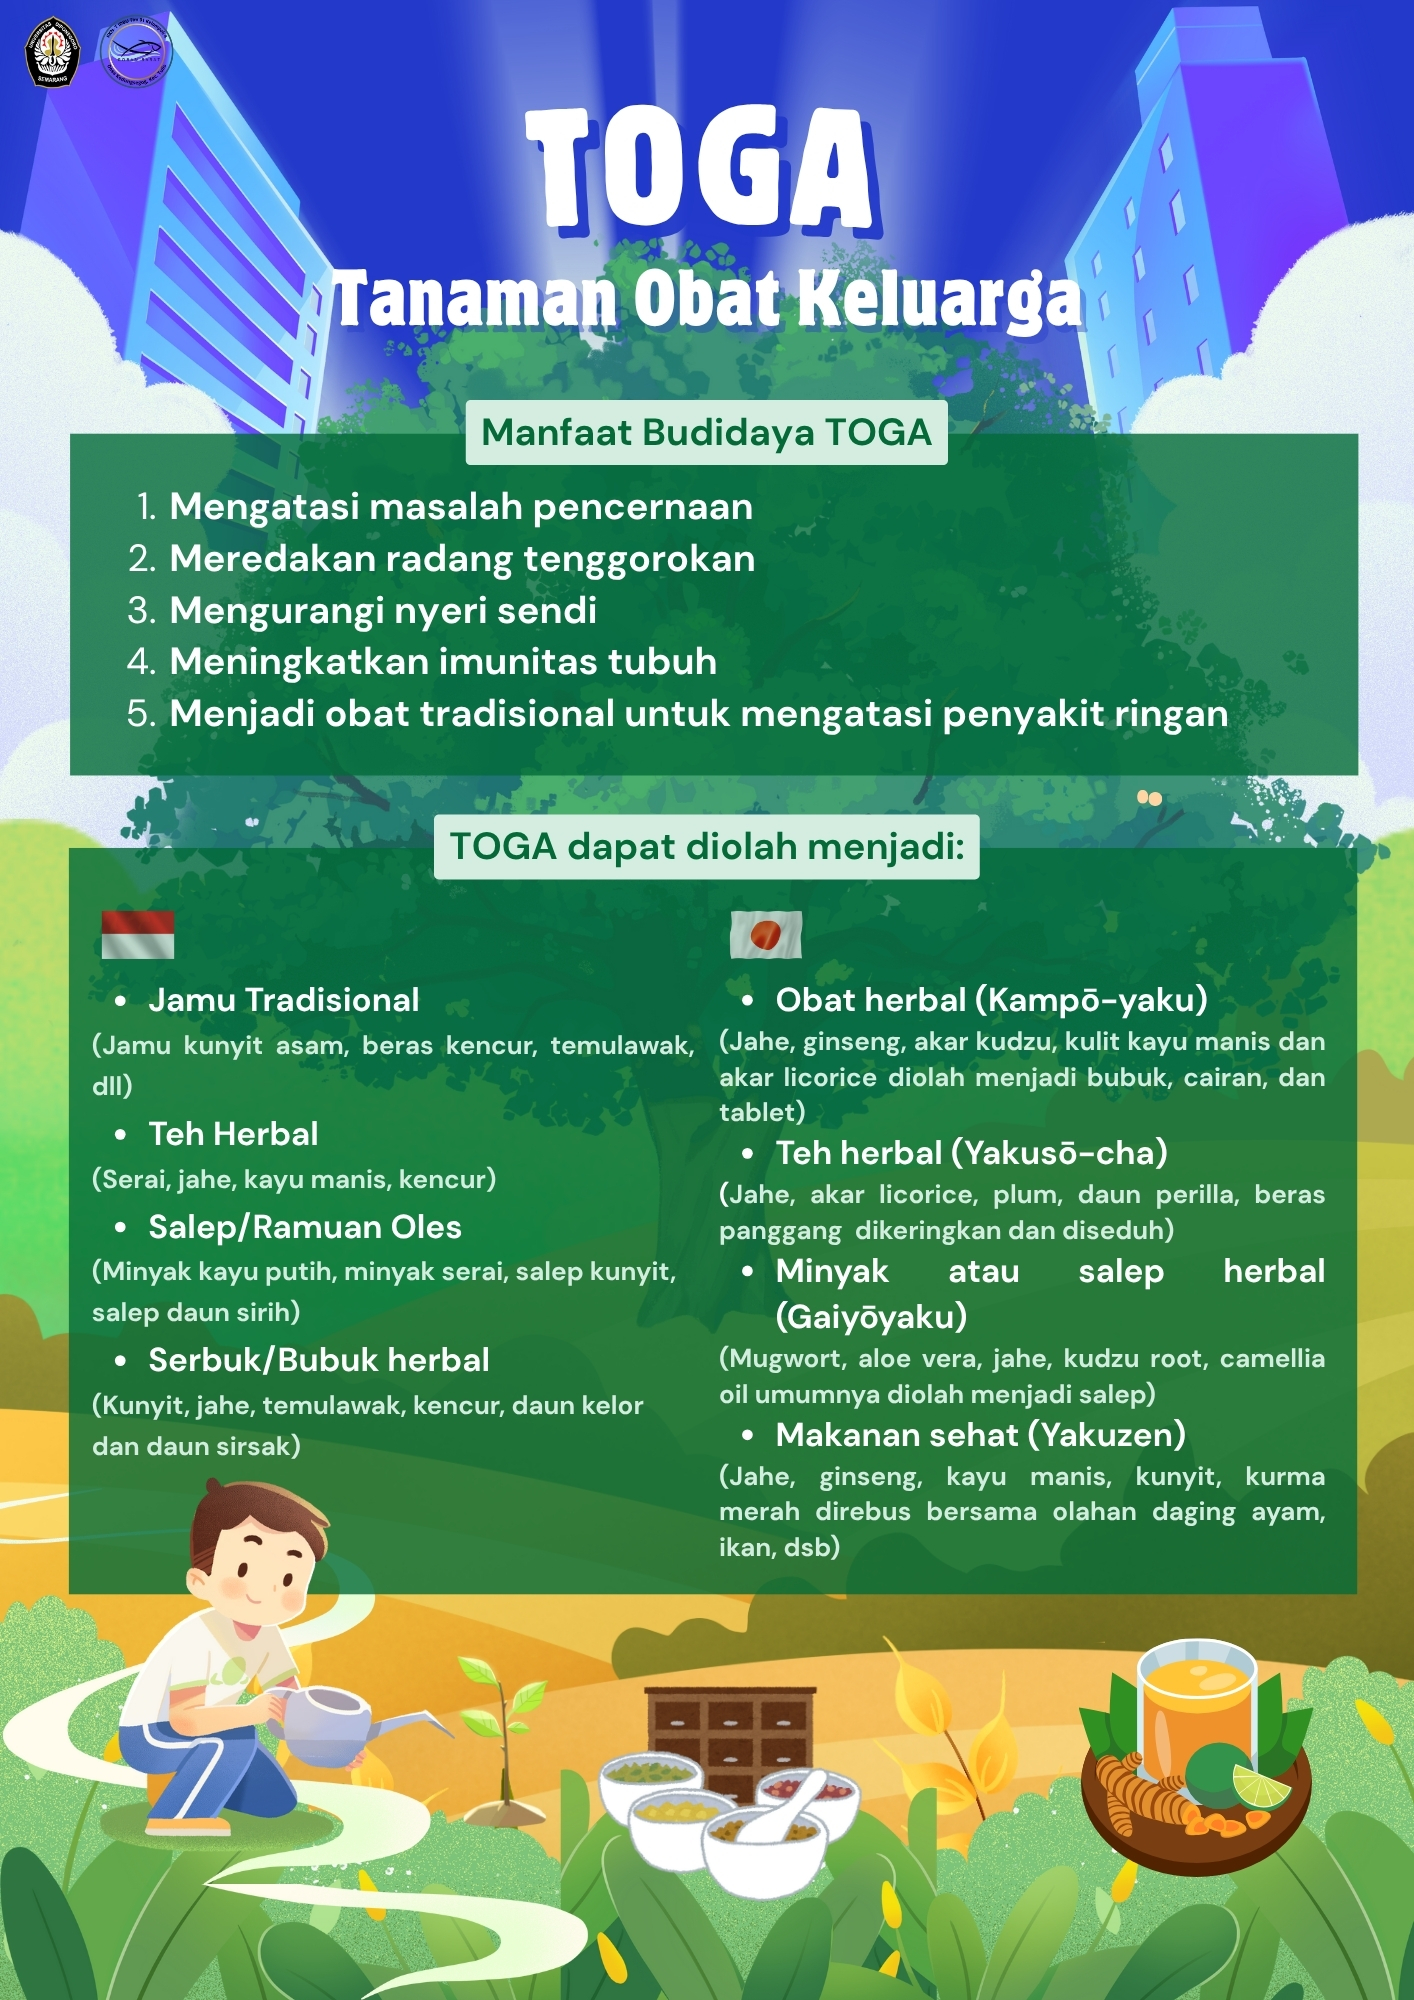 UNIVERSITAS DIPONEGORO
SEMARANG
TOGA
Tanaman Obat Keluarga
Manfaat Budidaya TOGA
1. Mengatasi masalah pencernaan
2. Meredakan radang tenggorokan
3. Mengurangi nyeri sendi
4. Meningkatkan imunitas tubuh
5. Menjadi obat tradisional untuk mengatasi penyakit ringan
TOGA dapat diolah menjadi:
• Jamu Tradisional
(Jamu kunyit asam, beras kencur, temulawak,
dll)
• Teh Herbal
(Serai, jahe, kayu manis, kencur)
• Salep/Ramuan Oles
(Minyak kayu putih, minyak serai, salep kunyit,
salep daun sirih)
• Serbuk/Bubuk herbal
(Kunyit, jahe, temulawak, kencur, daun kelor
dan daun sirsak)
• Obat herbal (Kampō-yaku)
(Jahe, ginseng, akar kudzu, kulit kayu manis dan
akar licorice diolah menjadi bubuk, cairan, dan
tablet)
• Teh herbal (Yakusō-cha)
(Jahe, akar licorice, plum, daun perilla, beras
panggang dikeringkan dan diseduh)
• Minyak atau salep herbal
(Gaiyōyaku)
(Mugwort, aloe vera, jahe, kudzu root, camellia
oil umumnya diolah menjadi salep)
• Makanan sehat (Yakuzen)
(Jahe, ginseng, kayu manis, kunyit, kurma
merah direbus bersama olahan daging ayam,
ikan, dsb)